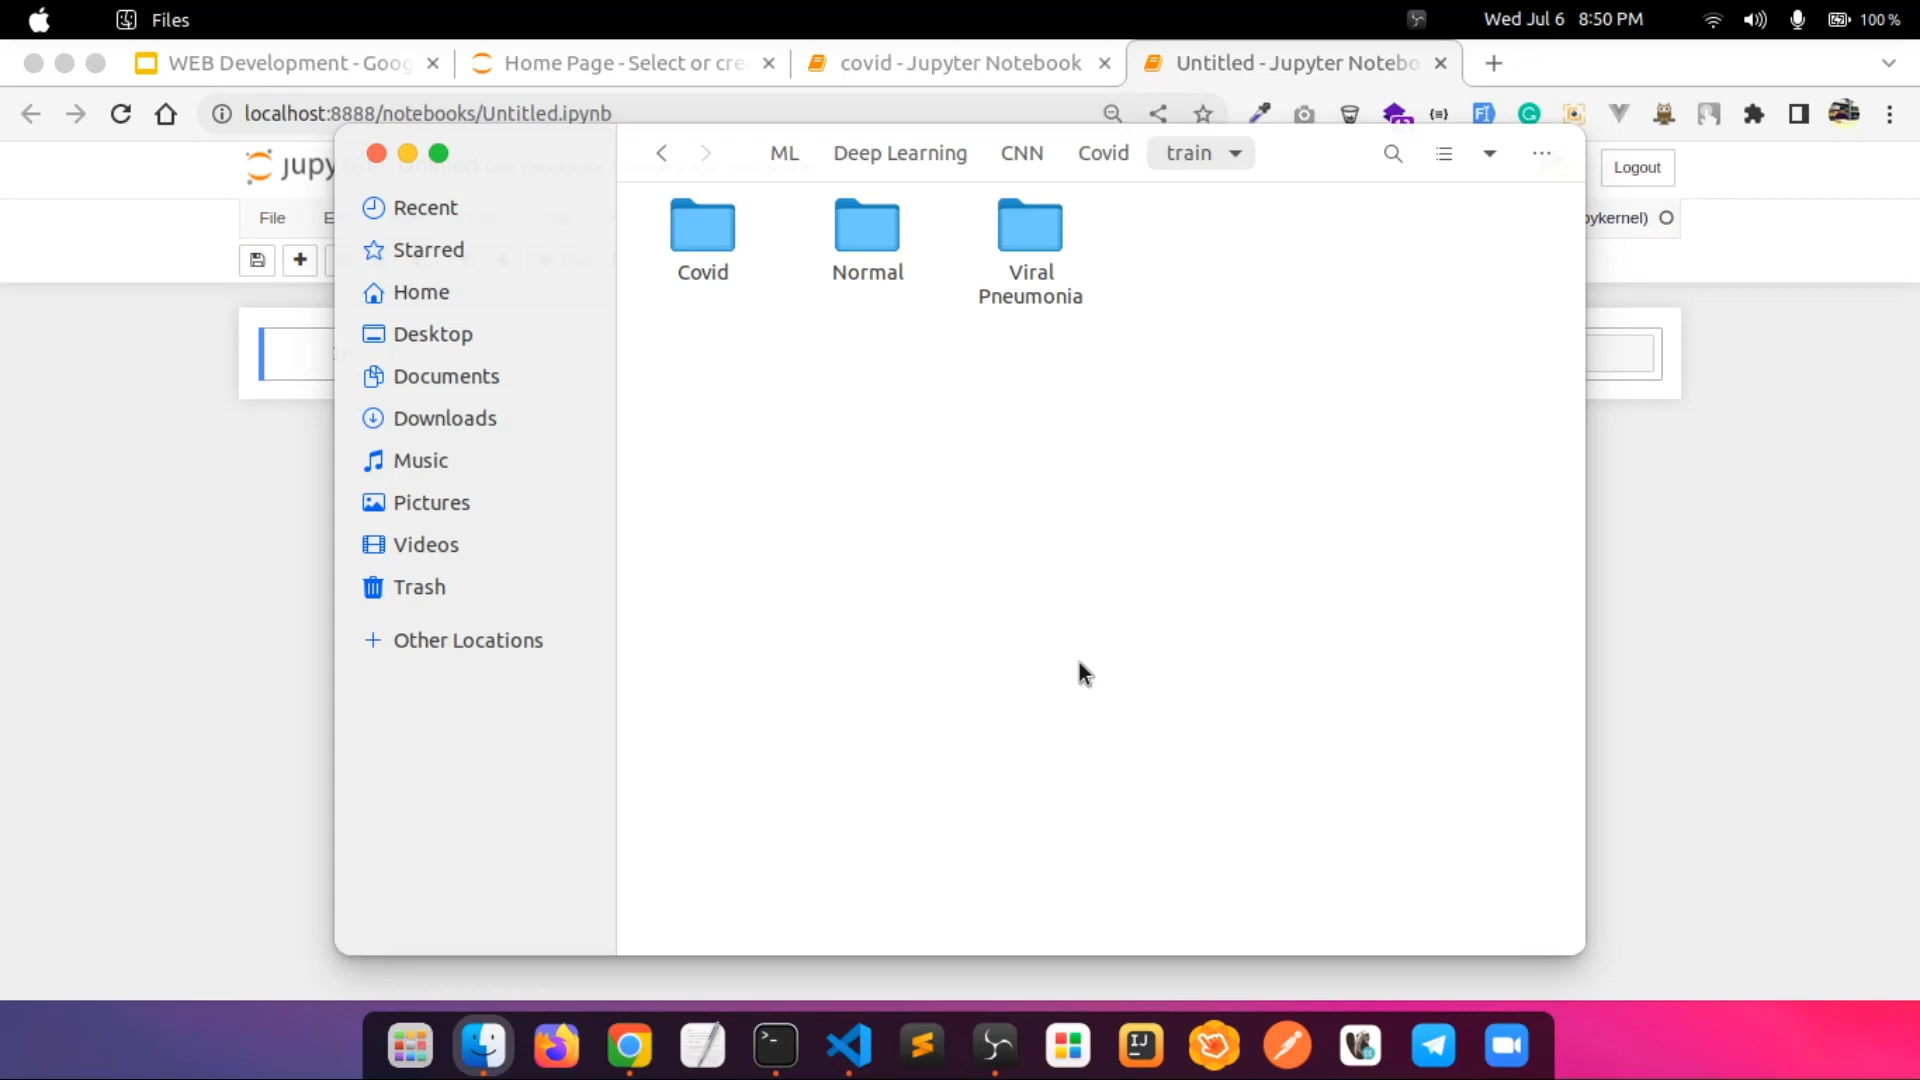 Files
Wed Jul 6 8:50 PM
100 %
WEB Development - Goog
Home Page - Select or cre
covid - Jupyter Notebook
Untitled - Jupyter Notebo
localhost:8888/notebooks/Untitled.ipynb
jupy
ML
Deep Learning
CNN
Covid
train
Logout
File
Recent
Starred
Home
Desktop
Documents
Downloads
Music
Pictures
Videos
Trash
Other Locations
Covid
Normal
Viral
Pneumonia
ykernel)